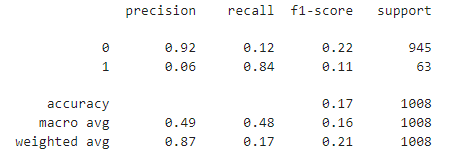 precision recall f1-score support
0 0.92 0.12 0.22 945
1 0.06 0.84 0.11 63
accuracy 0.17 1008
macro avg 0.49 0.48 0.16 1008
weighted avg 0.87 0.17 0.21 1008